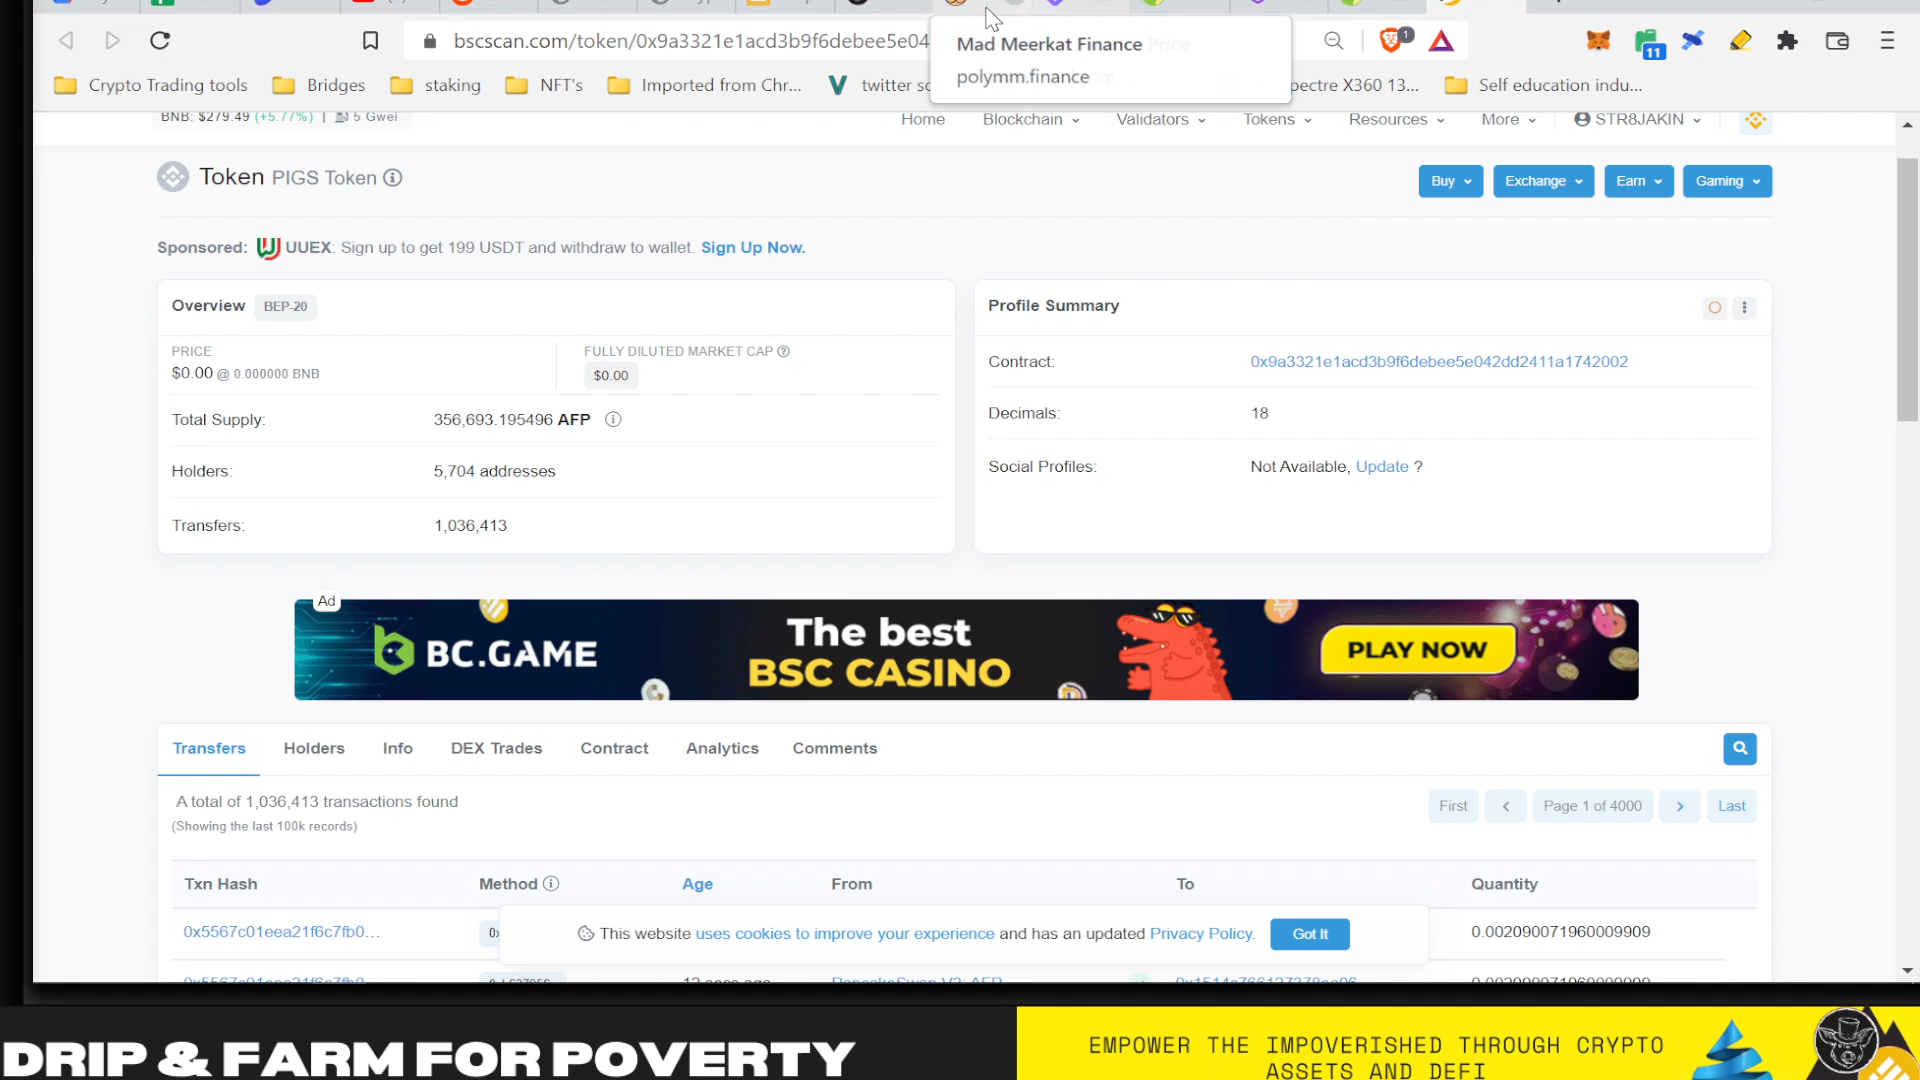 bscscan.com/token/0x9a3321e1acd3b9f6debee5e04
Mad Meerkat Finance Price
polymm.finance
1
11
Crypto Trading tools
Bridges
staking
NFT's
Imported from Chr...
twitter sc
pectre X360 13...
Self education indu...
BNB: $279.49 (+5.77%) | 5 Gwei
Home
Blockchain
Validators
Tokens
Resources
More
STR8JAKIN
Token PIGS Token
Buy
Exchange
Earn
Gaming
Sponsored: UUEX: Sign up to get 199 USDT and withdraw to wallet. Sign Up Now.
Overview BEP-20
PRICE
$0.00 @ 0.000000 BNB
FULLY DILUTED MARKET CAP
$0.00
Total Supply: 356,693.195496 AFP
Holders: 5,704 addresses
Transfers: 1,036,413
Profile Summary
Contract: 0x9a3321e1acd3b9f6debee5e042dd2411a1742002
Decimals: 18
Social Profiles: Not Available, Update ?
Ad
BC.GAME
The best
BSC CASINO
PLAY NOW
Transfers
Holders
Info
DEX Trades
Contract
Analytics
Comments
A total of 1,036,413 transactions found
(Showing the last 100k records)
First
Page 1 of 4000
Last
Txn Hash
Method
Age
From
To
Quantity
0x5567c01eea21f6c7fb0...
0.002090071960009909
This website uses cookies to improve your experience and has an updated Privacy Policy.
Got It
DRIP & FARM FOR POVERTY
EMPOWER THE IMPOVERISHED THROUGH CRYPTO
ASSETS AND DEFI